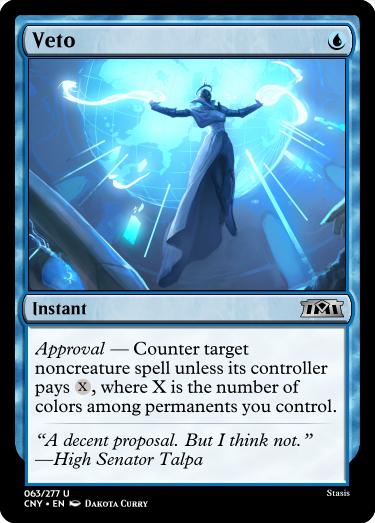 Veto
Instant
Approval — Counter target
noncreature spell unless its controller
pays X, where X is the number of
colors among permanents you control.
“A decent proposal. But I think not.”
—High Senator Talpa
063/277 U
Stasis
CNY • EN Dakota Curry